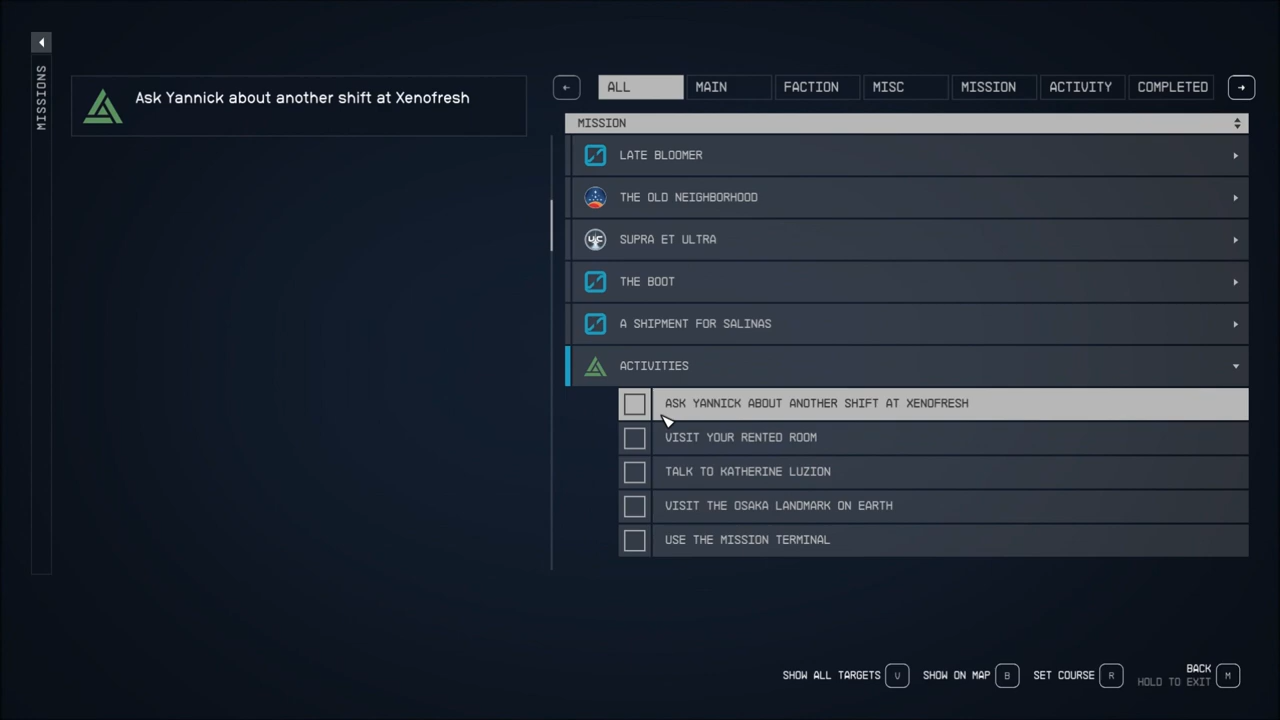 MISSIONS
Ask Yannick about another shift at Xenofresh
ALL
MAIN
FACTION
MISC
MISSION
ACTIVITY
COMPLETED
MISSION
LATE BLOOMER
THE OLD NEIGHBORHOOD
UC
SUPRA ET ULTRA
THE BOOT
A SHIPMENT FOR SALINAS
ACTIVITIES
ASK YANNICK ABOUT ANOTHER SHIFT AT XENOFRESH
VISIT YOUR RENTED ROOM
TALK TO KATHERINE LUZION
VISIT THE OSAKA LANDMARK ON EARTH
USE THE MISSION TERMINAL
SHOW ALL TARGETS V
SHOW ON MAP B
SET COURSE R
BACK M
HOLD TO EXIT